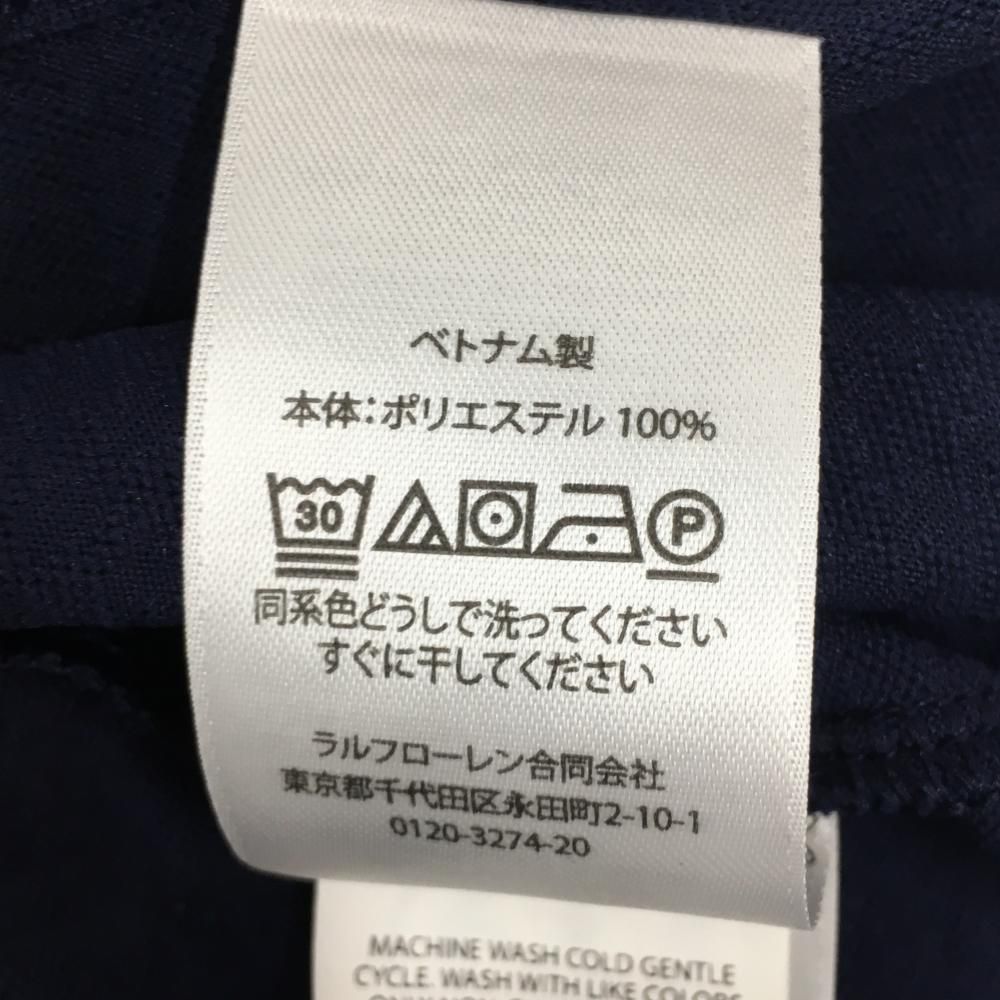 ベトナム製
本体:ポリエステル 100%
30
P
同系色どうしで洗ってください
すぐに干してください
ラルフローレン合同会社
東京都千代田区永田町2-10-1
0120-3274-20
MACHINE WASH COLD GENTLE
CYCLE. WASH WITH LIKE COLORS